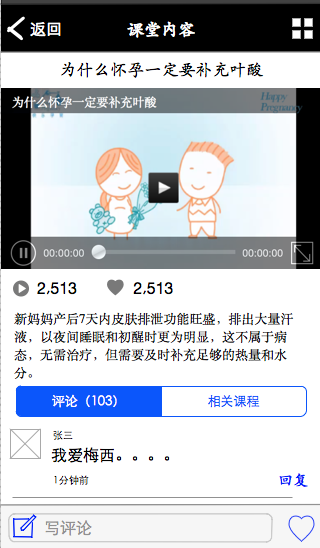 返回
课堂内容
为什么怀孕一定要补充叶酸
为什么怀孕一定要补充叶酸
Happy
Pregnancy
00:00:00
00:00:00
2,513
2,513
新妈妈产后7天内皮肤排泄功能旺盛，排出大量汗
液，以夜间睡眠和初醒时更为明显，这不属于病
态，无需治疗，但需要及时补充足够的热量和水
分。
评论（103）
相关课程
张三
我爱梅西。。。。
1分钟前
回复
写评论